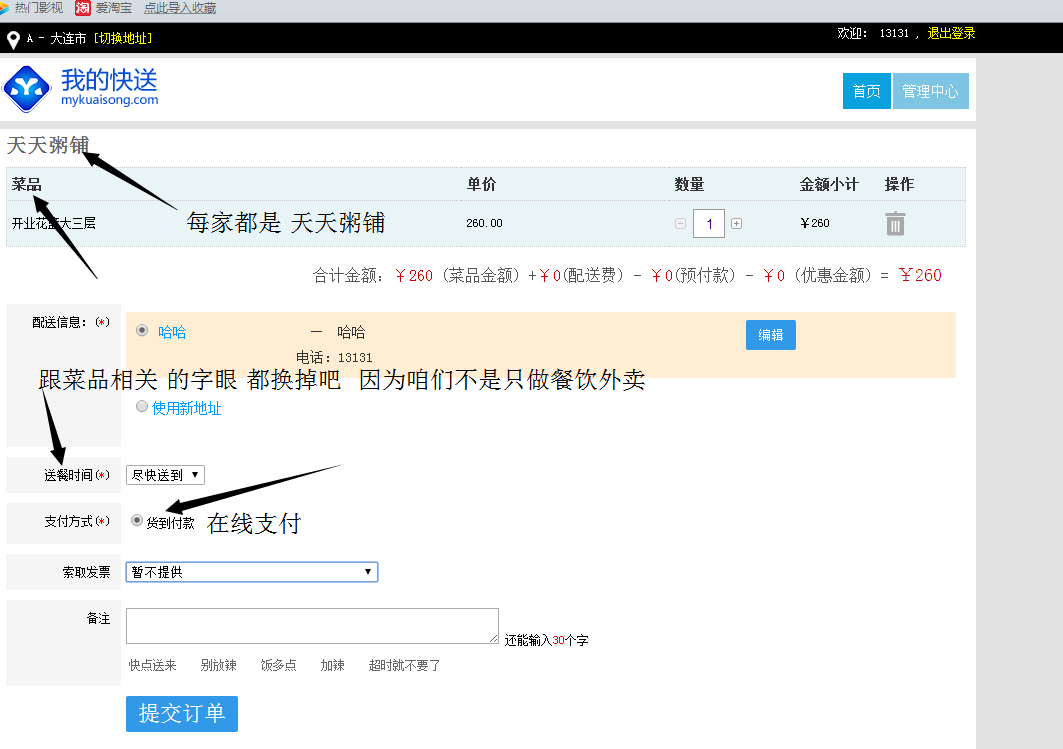 热门影视 淘 爱淘宝 点此导入收藏
A - 大连市 [切换地址] 欢迎: 13131 , 退出登录
我的快送
mykuaisong.com
首页 管理中心
天天粥铺
菜品 单价 数量 金额小计 操作
开业花篮大三层 260.00 1 ￥260
每家都是 天天粥铺
合计金额: ￥260 (菜品金额) +￥0(配送费) - ￥0(预付款) - ￥0 (优惠金额) = ￥260
配送信息: (*) 哈哈 — 哈哈 编辑
电话: 13131
跟菜品相关 的字眼 都换掉吧 因为咱们不是只做餐饮外卖
使用新地址
送餐时间(*) 尽快送到
支付方式(*) 货到付款 在线支付
索取发票 暂不提供
备注
还能输入30个字
快点送来 别放辣 饭多点 加辣 超时就不要了
提交订单